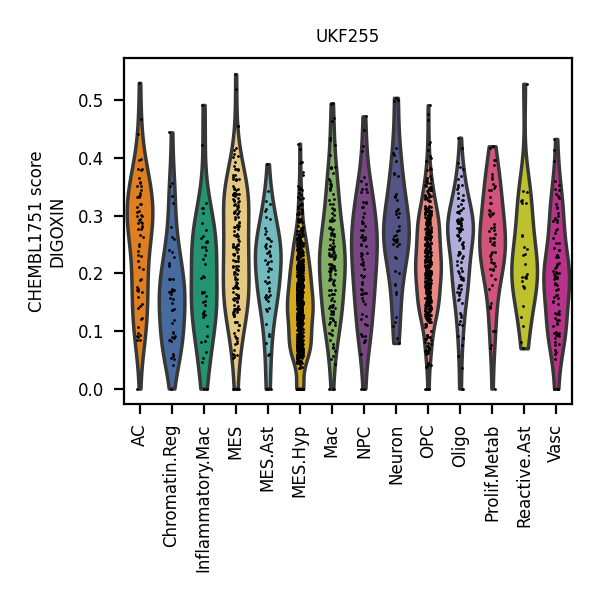 UKF255
CHEMBL1751 score
DIGOXIN
0.5
0.4
0.3
0.2
0.1
0.0
AC
Chromatin.Reg
Inflammatory.Mac
MES
MES.Ast
MES.Hyp
Mac
NPC
Neuron
OPC
Oligo
Prolif.Metab
Reactive.Ast
Vasc